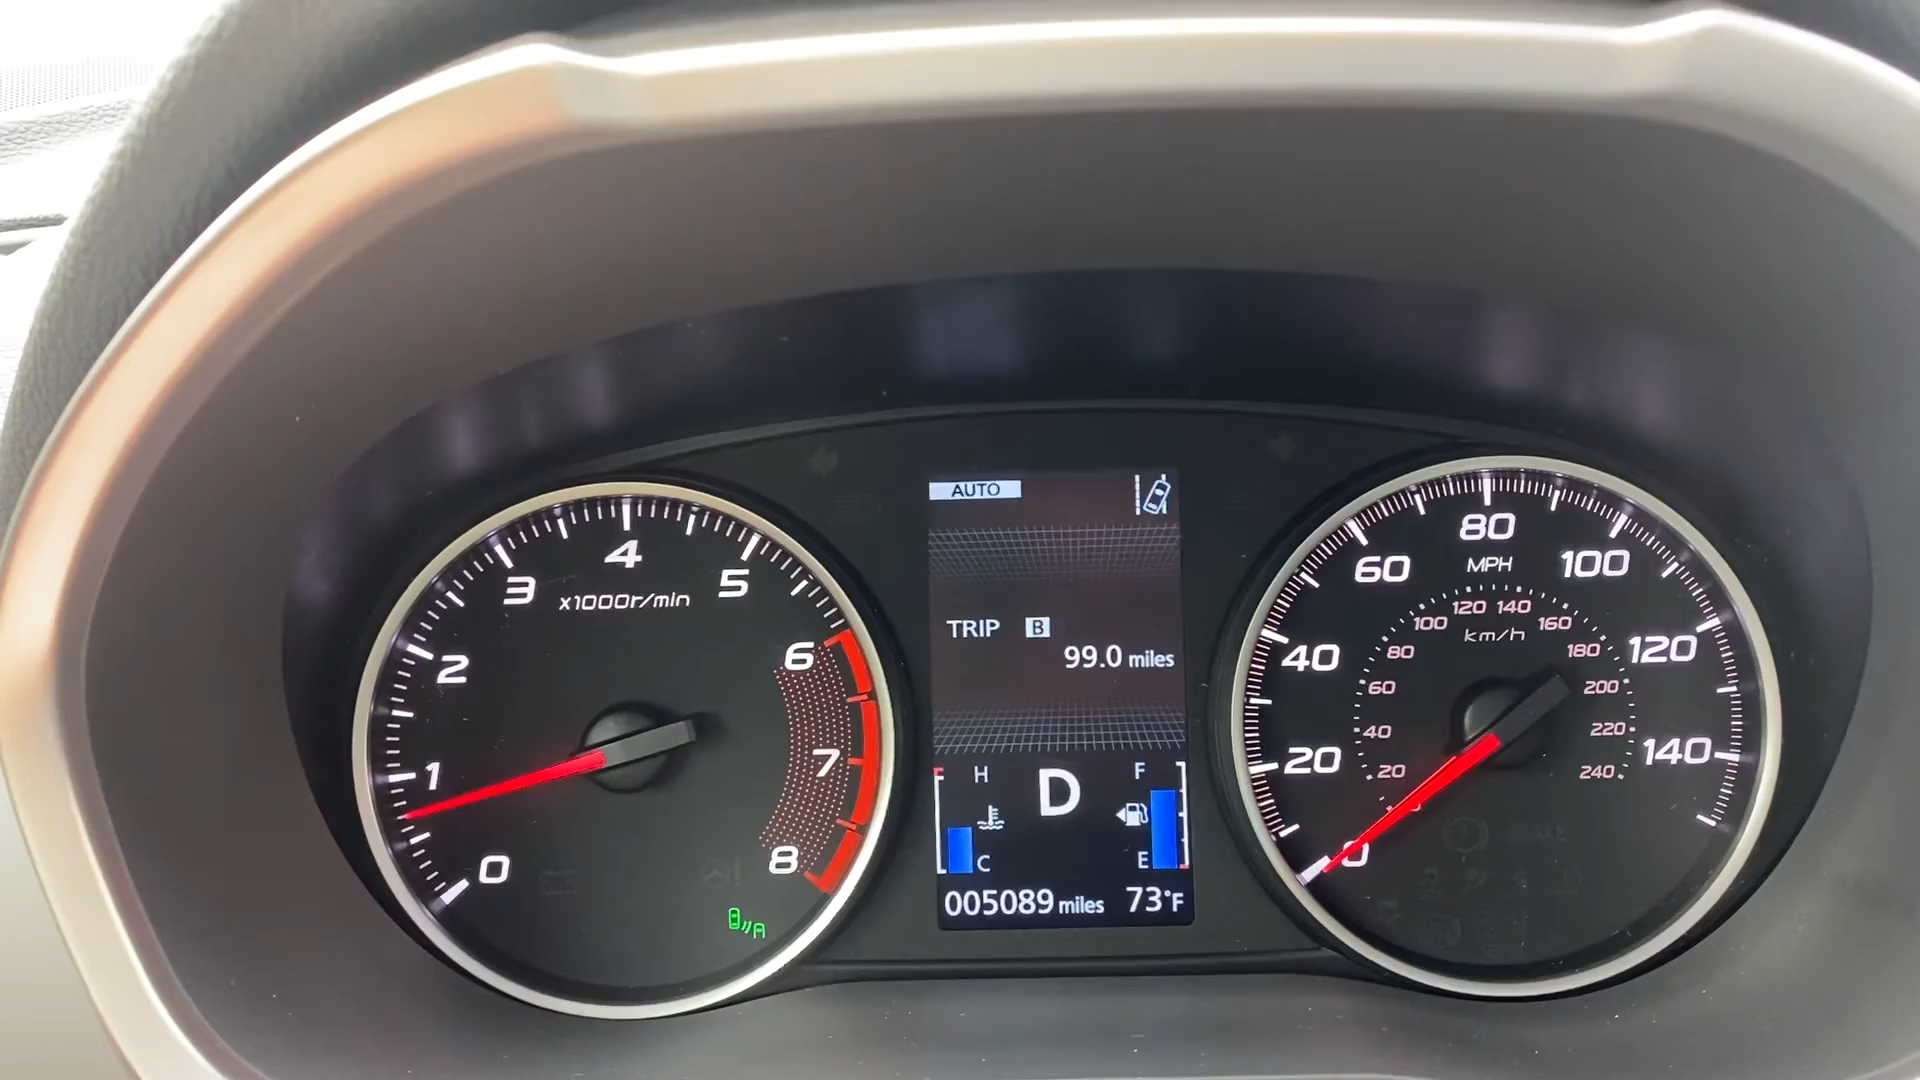 AUTO
TRIP B
99.0 miles
H
C
D
F
E
005089 miles 73°F
0
1
2
3
4
5
6
7
8
x1000r/min
A
0
20
40
60
80
100
120
140
MPH
km/h
20
40
60
80
100
120
140
160
180
200
220
240